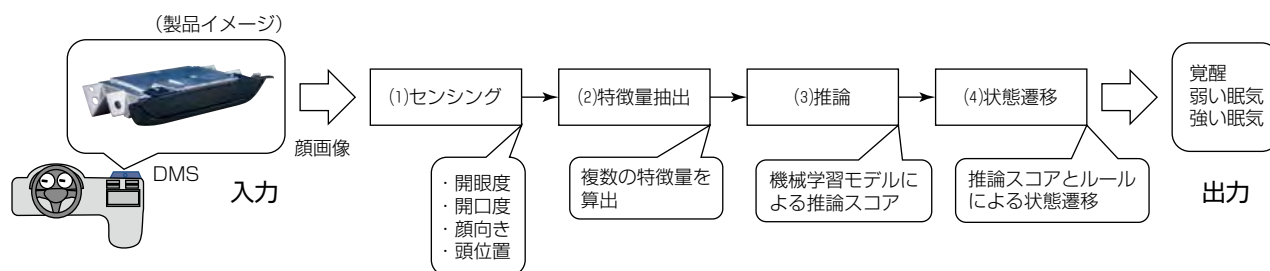 (製品イメージ)
DMS
入力
顔画像
(1)センシング
・開眼度
・開口度
・顔向き
・頭位置
(2)特徴量抽出
複数の特徴量を
算出
(3)推論
機械学習モデルに
よる推論スコア
(4)状態遷移
推論スコアとルール
による状態遷移
覚醒
弱い眠気
強い眠気
出力